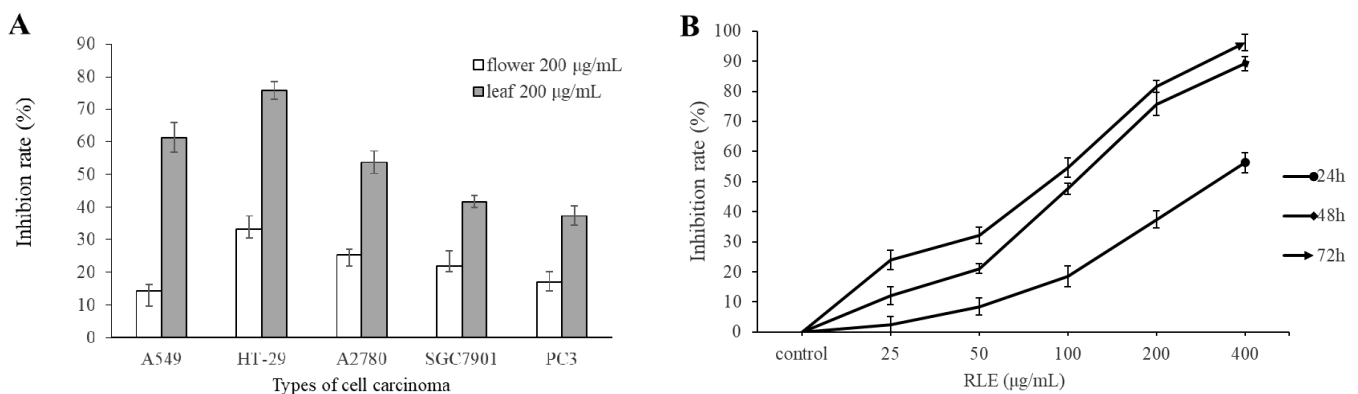 A
90
80
70
60
50
40
30
20
10
0
Inhibion rate (%)
flower 200 μg/mL
leaf 200 μg/mL
A549 HT-29 A2780 SGC7901 PC3
Types of cell carcinoma
B
100
90
80
70
60
50
40
30
20
10
0
Inhibition rate (%)
24h
48h
72h
control 25 50 100 200 400
RLE (μg/mL)